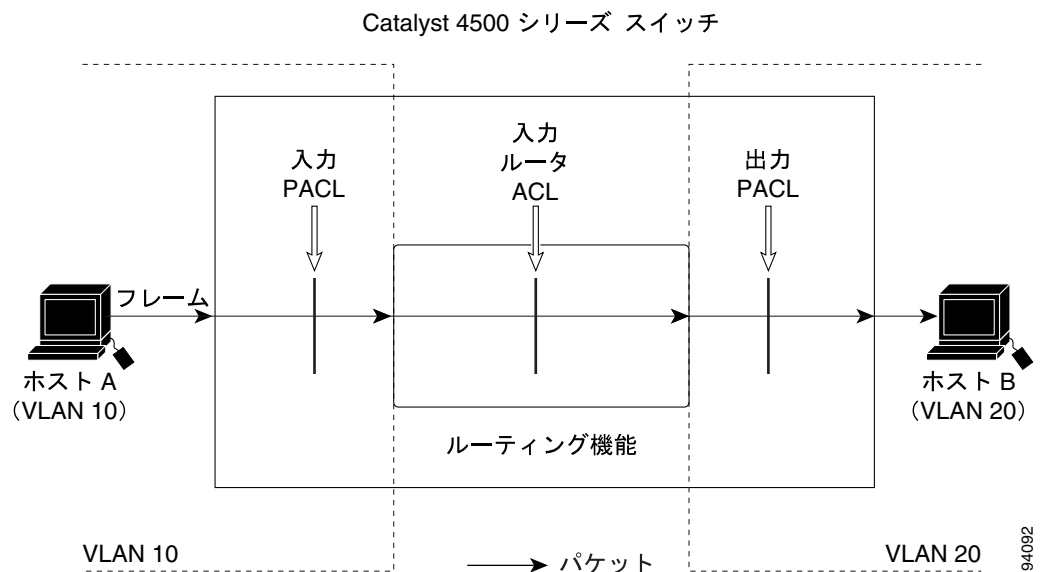 Catalyst 4500 シリーズ スイッチ
入力
PACL
入力
ルータ
ACL
出力
PACL
フレーム
ホスト A
（VLAN 10）
ホスト B
（VLAN 20）
ルーティング機能
VLAN 10
パケット
VLAN 20
94092